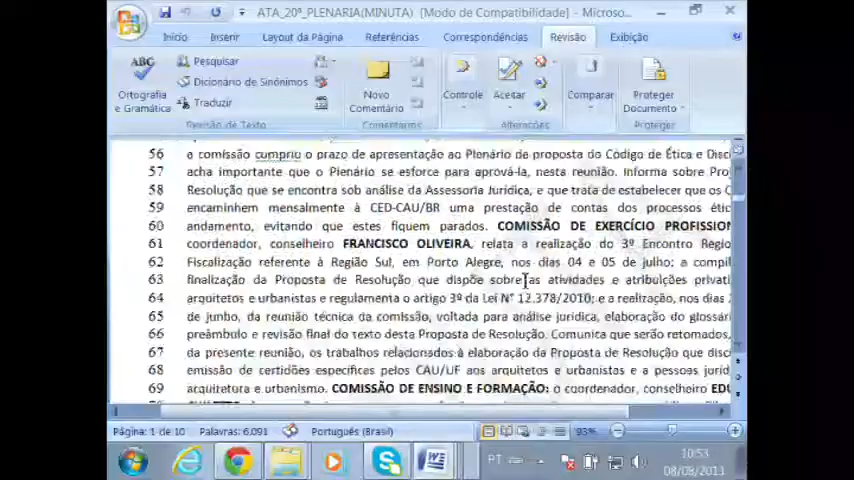 ATA_20ª_PLENARIA(MINUTA) [Modo de Compatibilidade] - Microso...
Início Inserir Layout da Página Referências Correspondências Revisão Exibição
ABC
Ortografia e Gramática
Pesquisar
Dicionário de Sinônimos
Traduzir
Novo Comentário
Controle
Aceitar
Comparar
Proteger Documento
Revisão de Texto Comentários Alterações Proteger
56 a comissão cumpriu o prazo de apresentação ao Plenário de proposta do Código de Ética e Disci
57 acha importante que o Plenário se esforce para aprová-la, nesta reunião. Informa sobre Proj
58 Resolução que se encontra sob análise da Assessoria Jurídica, e que trata de estabelecer que os C
59 encaminhem mensalmente à CED-CAU/BR uma prestação de contas dos processos étic
60 andamento, evitando que estes fiquem parados. COMISSÃO DE EXERCÍCIO PROFISSION
61 coordenador, conselheiro FRANCISCO OLIVEIRA, relata a realização do 3º Encontro Regio
62 Fiscalização referente à Região Sul, em Porto Alegre, nos dias 04 e 05 de julho; a compil
63 finalização da Proposta de Resolução que dispõe sobre as atividades e atribuições privati
64 arquitetos e urbanistas e regulamenta o artigo 3º da Lei N° 12.378/2010; e a realização, nos dias
65 de junho, da reunião técnica da comissão, voltada para análise jurídica, elaboração do glossári
66 preâmbulo e revisão final do texto desta Proposta de Resolução. Comunica que serão retomados,
67 da presente reunião, os trabalhos relacionados à elaboração da Proposta de Resolução que disc
68 emissão de certidões específicas pelos CAU/UF aos arquitetos e urbanistas e a pessoas juríd
69 arquitetura e urbanismo. COMISSÃO DE ENSINO E FORMAÇÃO: o coordenador, conselheiro EDU
Página: 1 de 10 Palavras: 6.091 Português (Brasil) 93%
PT 10:53
08/08/2013